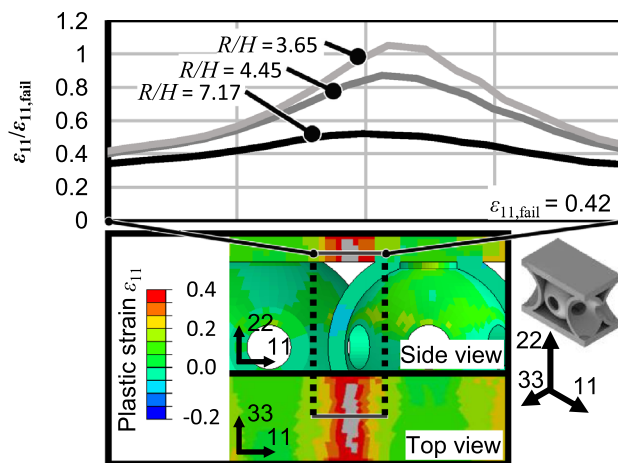 1.2
1
0.8
0.6
0.4
0.2
0
ε11/ε11,fail
R/H = 3.65
R/H = 4.45
R/H = 7.17
ε11,fail = 0.42
Plastic strain ε11
0.4
0.2
0.0
-0.2
22
11
Side view
33
11
Top view
22
33
11